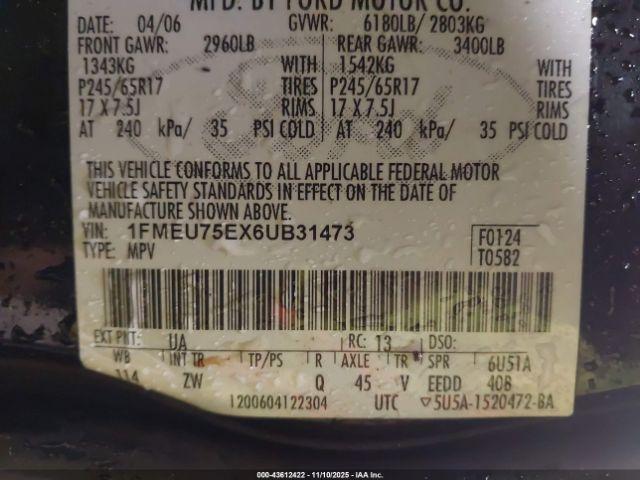 MFD. BY FORD MOTOR CO.
DATE: 04/06 GVWR: 6180LB/ 2803KG
FRONT GAWR: 2960LB REAR GAWR: 3400LB
1343KG WITH 1542KG WITH
P245/65R17 TIRES P245/65R17 TIRES
17 X 7.5J RIMS 17 X 7.5J RIMS
AT 240 kPa/ 35 PSI COLD AT 240 kPa/ 35 PSI COLD
THIS VEHICLE CONFORMS TO ALL APPLICABLE FEDERAL MOTOR
VEHICLE SAFETY STANDARDS IN EFFECT ON THE DATE OF
MANUFACTURE SHOWN ABOVE.
VIN: 1FMEU75EX6UB31473 F0124
TYPE: MPV T0582
EXT PNT: UA RC: 13 DSO:
WB INT TR TP/PS R AXLE TR SPR 6U51A
114 ZW Q 45 V EEDD 40B
1200604122304 UTC ▽5U5A-1520472-BA
000-43612422 — 11/10/2025 — IAAI, Inc.